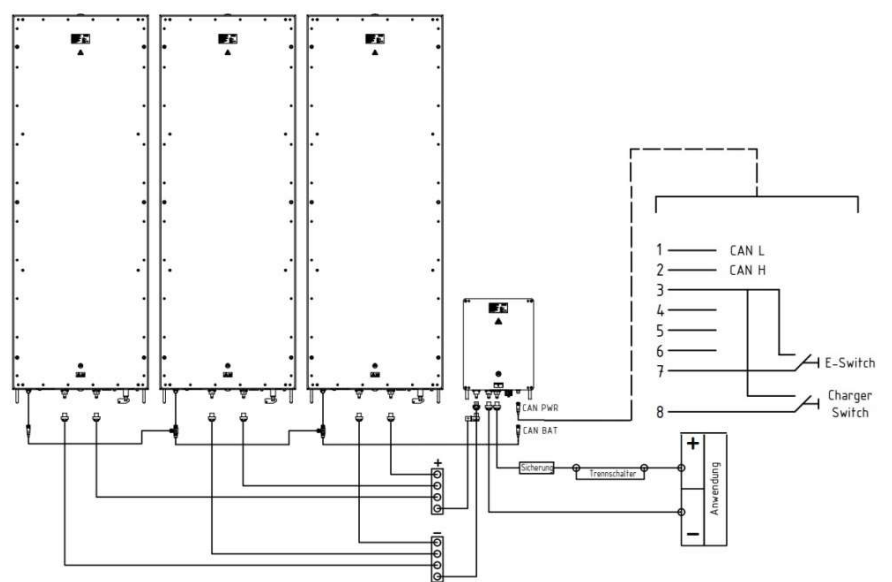 1 CAN L
2 CAN H
3
4
5
6
7
E-Switch
8
Charger
Switch
CAN PWR
CAN BAT
+
Sicherung
Trennschalter
+
Anwendung
−
−